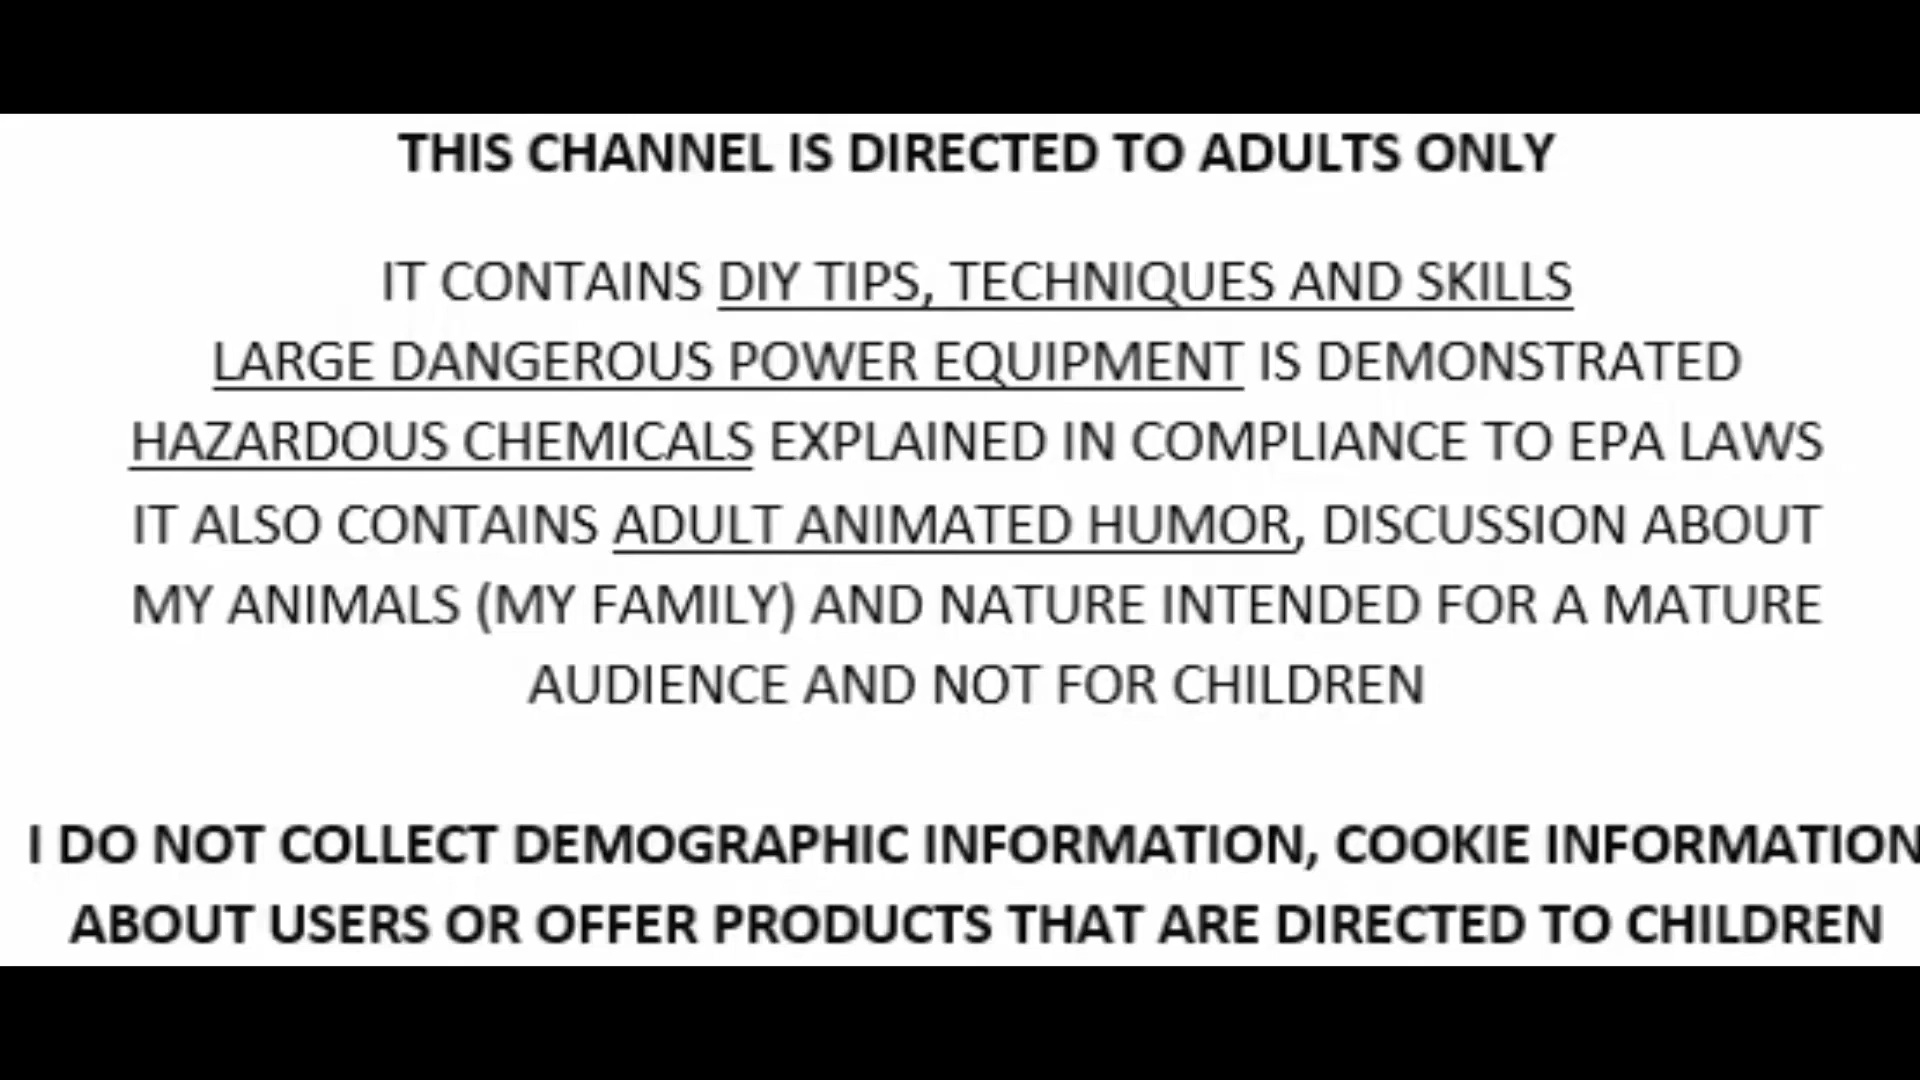 THIS CHANNEL IS DIRECTED TO ADULTS ONLY
IT CONTAINS DIY TIPS, TECHNIQUES AND SKILLS
LARGE DANGEROUS POWER EQUIPMENT IS DEMONSTRATED
HAZARDOUS CHEMICALS EXPLAINED IN COMPLIANCE TO EPA LAWS
IT ALSO CONTAINS ADULT ANIMATED HUMOR, DISCUSSION ABOUT
MY ANIMALS (MY FAMILY) AND NATURE INTENDED FOR A MATURE
AUDIENCE AND NOT FOR CHILDREN
I DO NOT COLLECT DEMOGRAPHIC INFORMATION, COOKIE INFORMATION
ABOUT USERS OR OFFER PRODUCTS THAT ARE DIRECTED TO CHILDREN